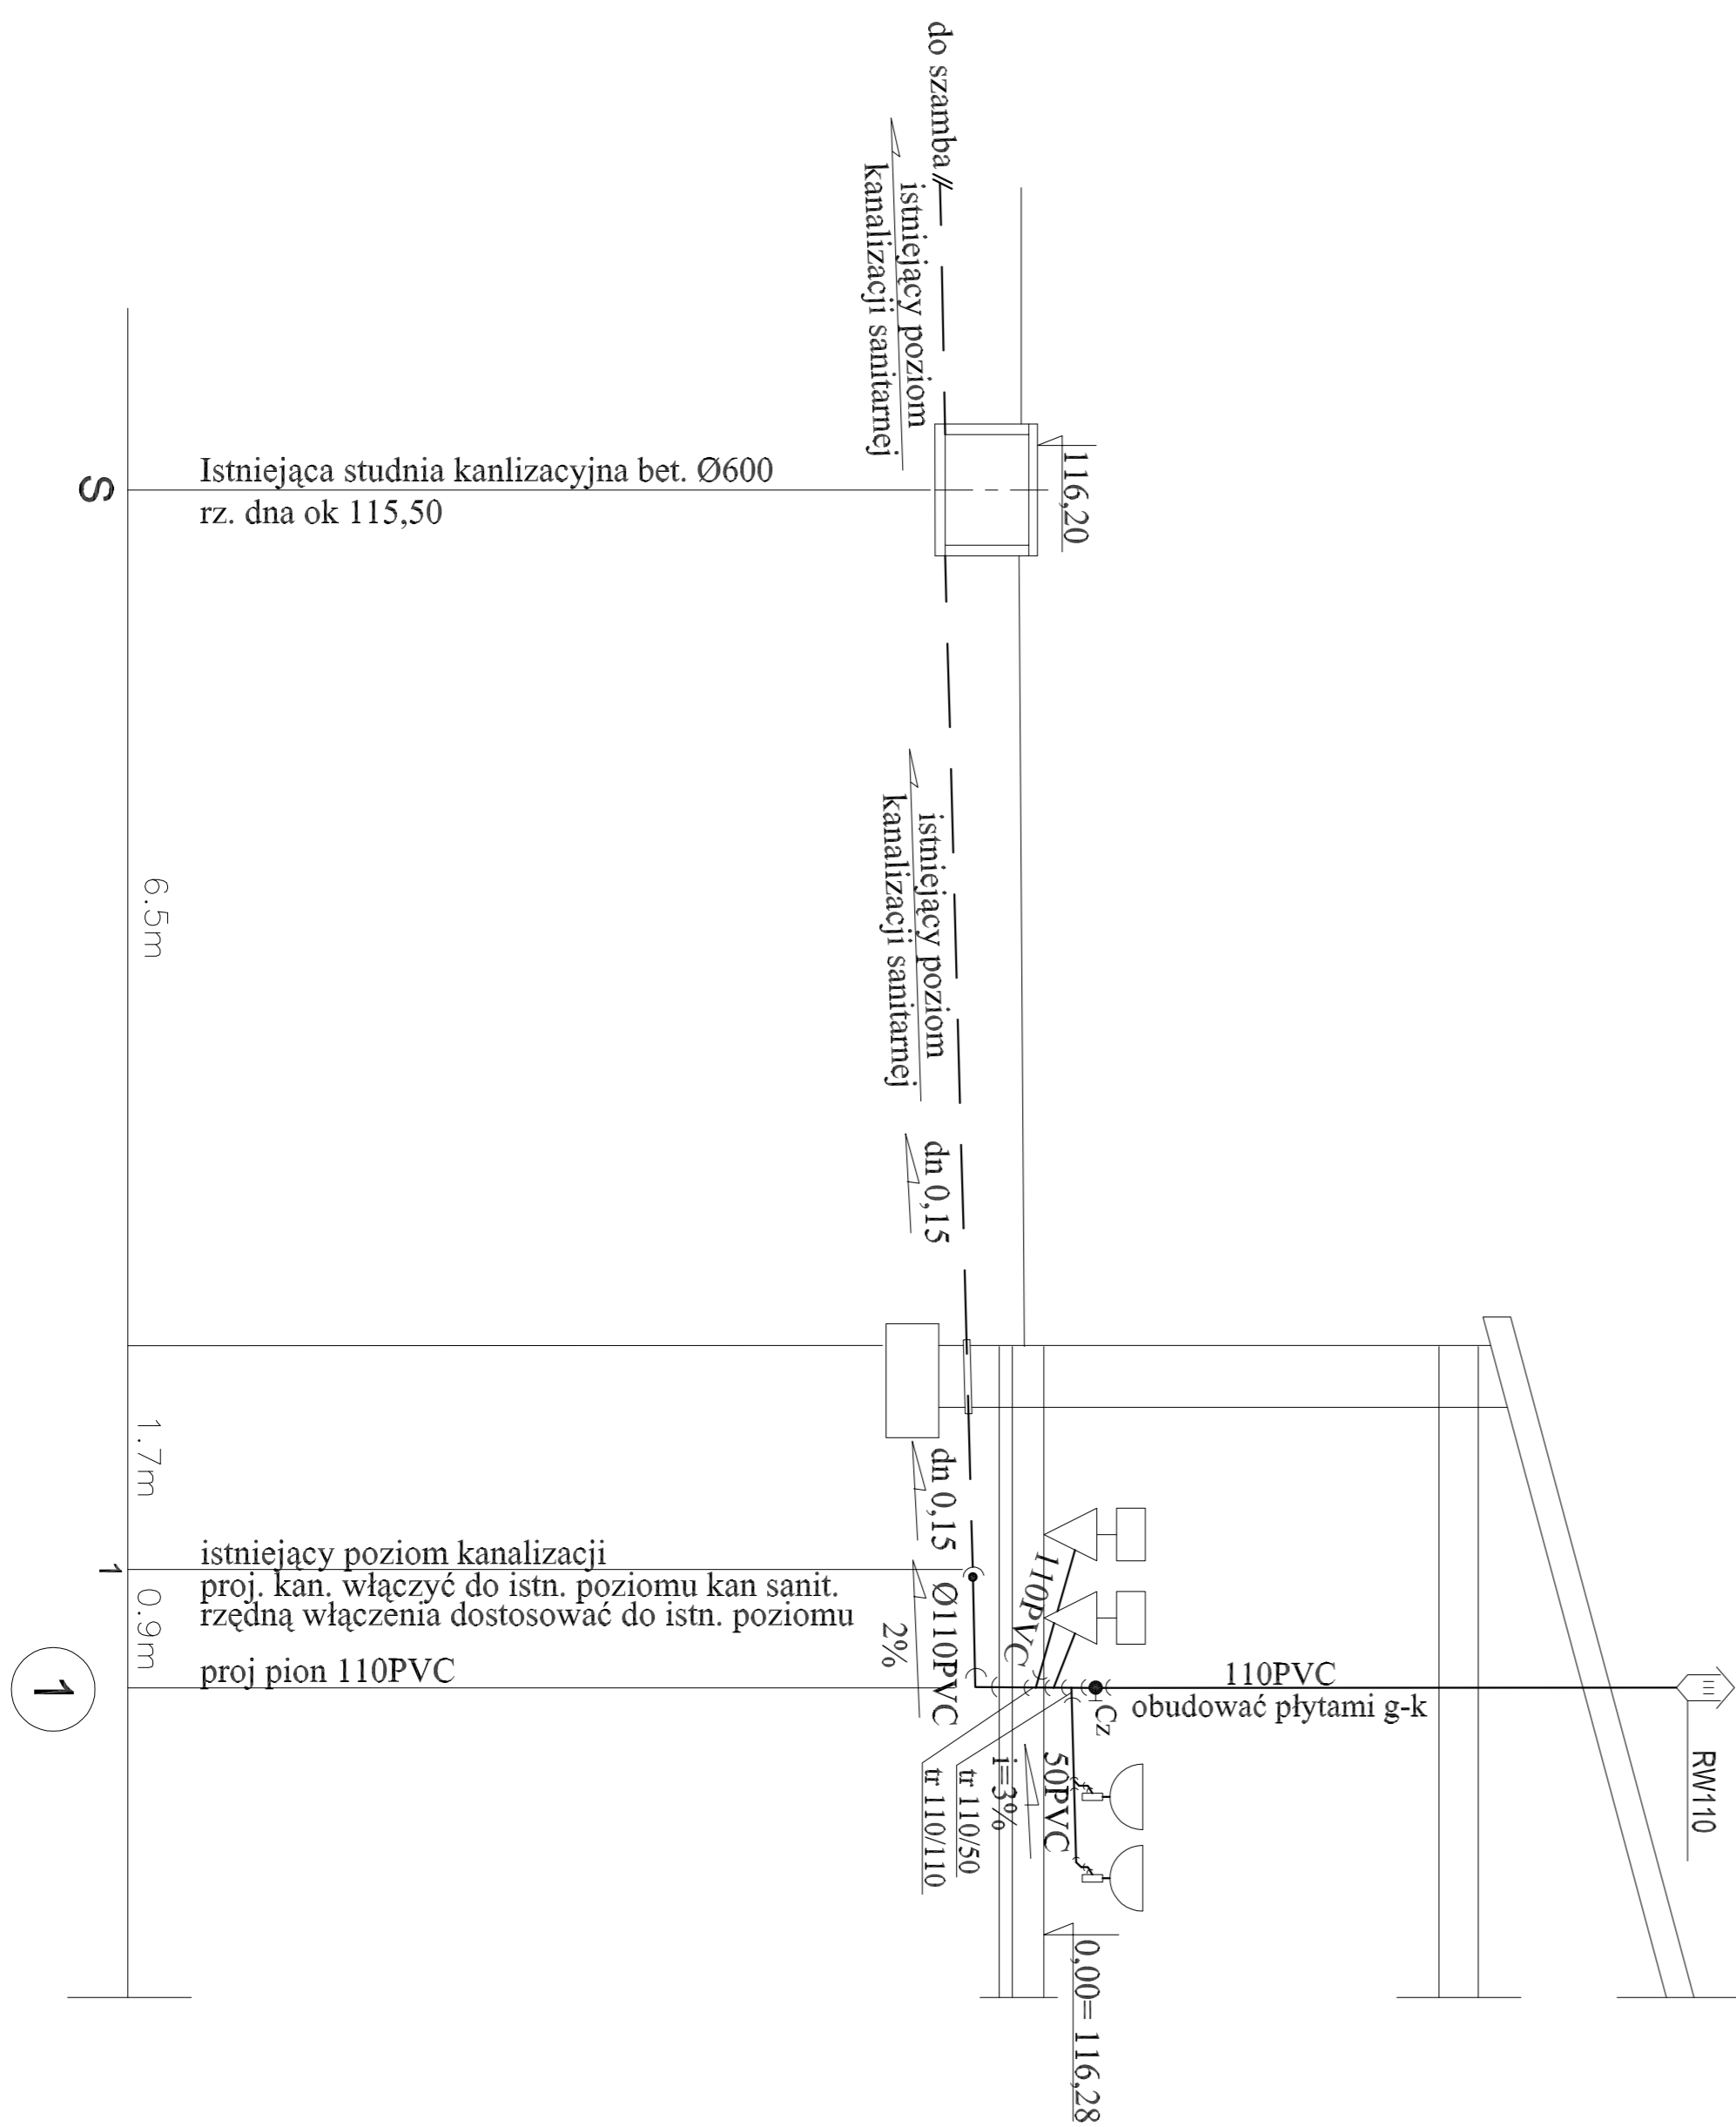 do szamba
istniejący poziom
kanalizacji sanitarnej
116,20
Istniejąca studnia kanlizacyjna bet. Ø600
rz. dna ok 115,50
S
6.5m
istniejący poziom
kanalizacji sanitarnej
dn 0,15
1.7m
dn 0,15
Ø110PVC
2%
istniejący poziom kanalizacji
proj. kan. włączyć do istn. poziomu kan sanit.
rzędną włączenia dostosować do istn. poziomu
1
0.9m
proj pion 110PVC
1
110PVC
110PVC
obudować płytami g-k
Cz
RW110
50PVC
i=3%
tr 110/50
tr 110/110
0,00= 116,28